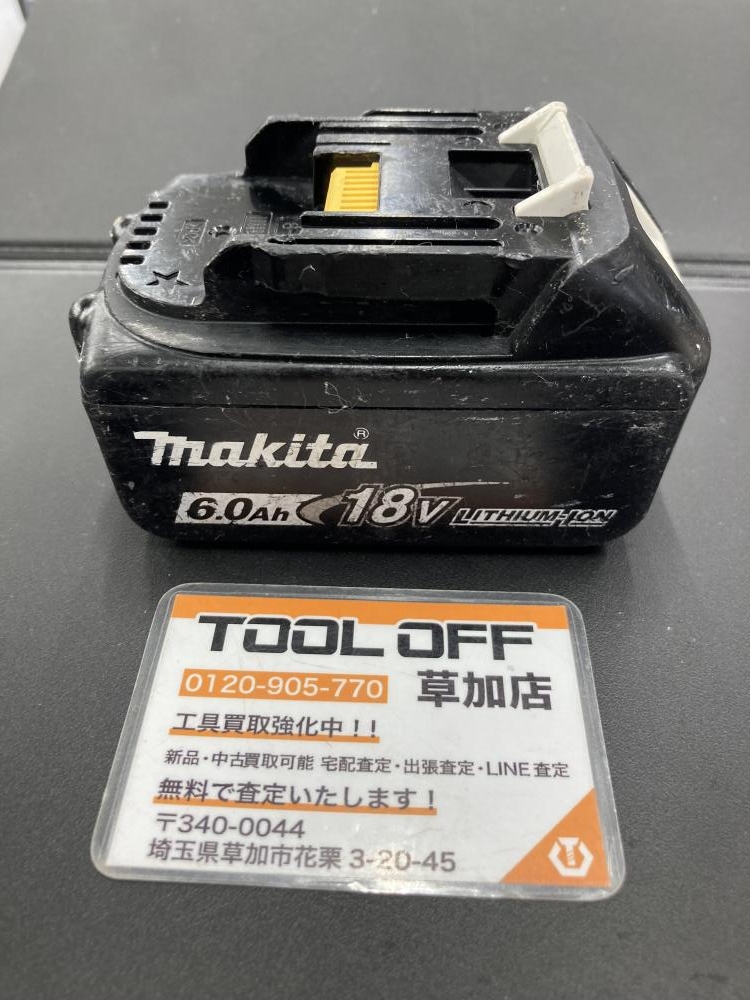 makita®
6.0Ah 18V LITHIUM-ION
TOOL OFF
0120-905-770 草加店
工具買取強化中!!
新品・中古買取可能 宅配査定・出張査定・LINE査定
無料で査定いたします!
〒340-0044
埼玉県草加市花栗 3-20-45